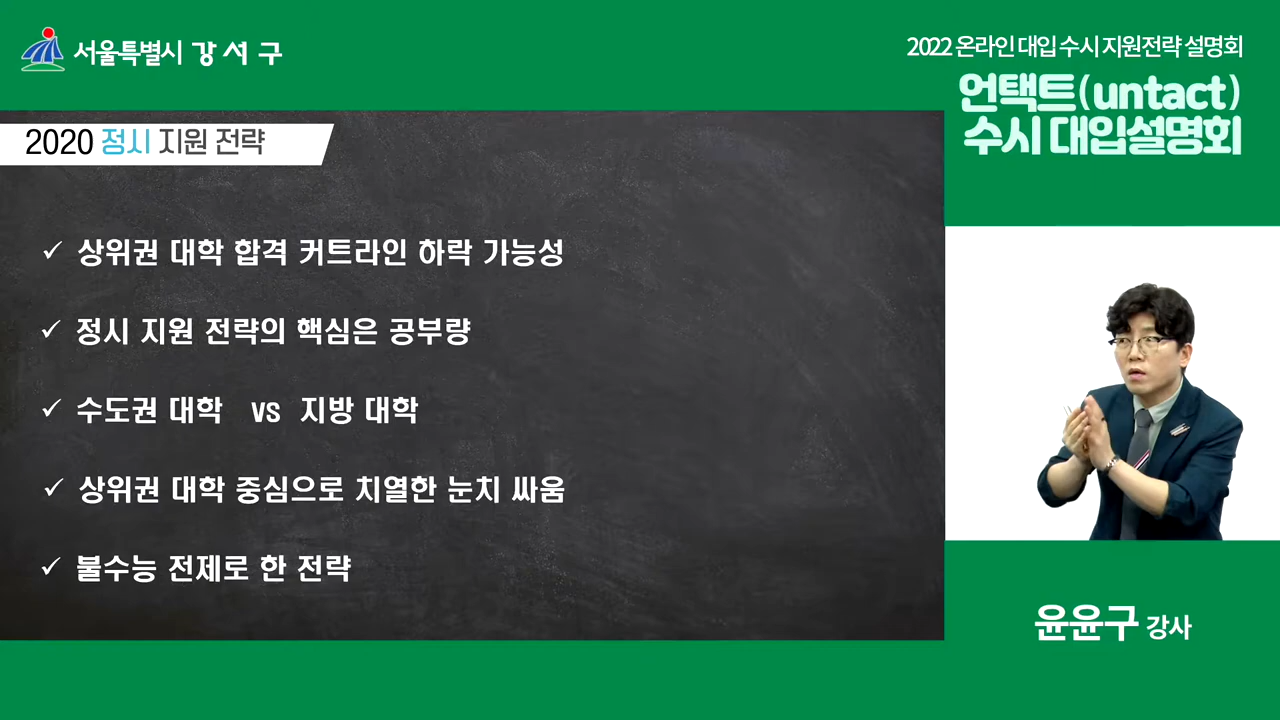 서울특별시 강서구
2022 온라인 대입 수시 지원전략 설명회
언택트(untact)
수시 대입설명회
2020 정시 지원 전략
✓ 상위권 대학 합격 커트라인 하락 가능성
✓ 정시 지원 전략의 핵심은 공부량
✓ 수도권 대학 vs 지방 대학
✓ 상위권 대학 중심으로 치열한 눈치 싸움
✓ 불수능 전제로 한 전략
윤윤구 강사